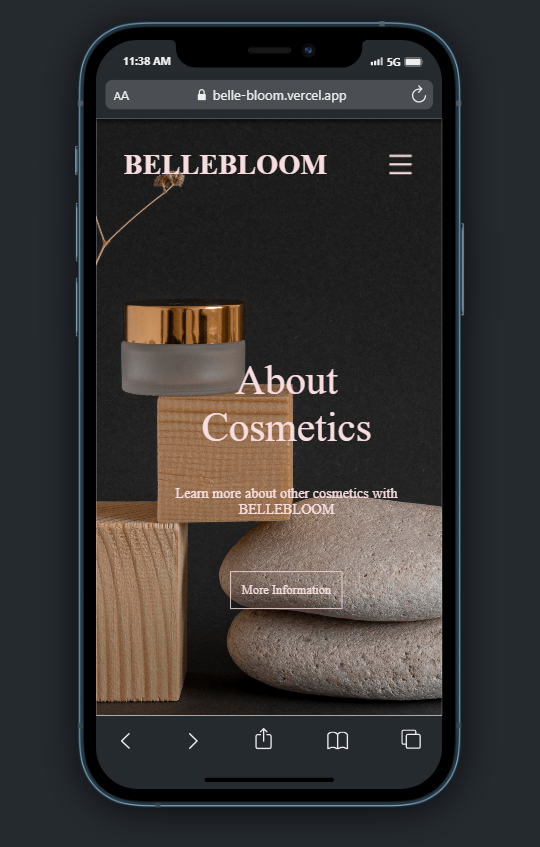 11:38 AM
5G
AA
belle-bloom.vercel.app
BELLEBLOOM
About
Cosmetics
Learn more about other cosmetics with
BELLEBLOOM
More Information